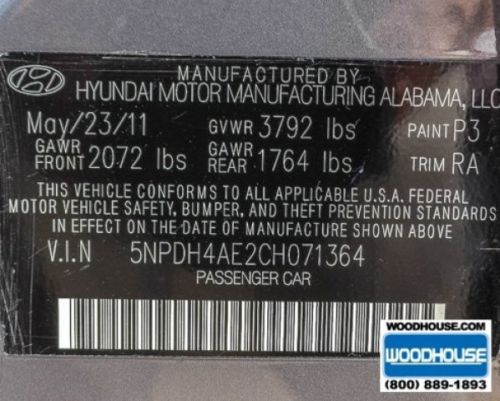 MANUFACTURED BY
HYUNDAI MOTOR MANUFACTURING ALABAMA, LLC
May/23/11 GVWR 3792 lbs PAINT P3
GAWR FRONT 2072 lbs GAWR REAR 1764 lbs TRIM RA
THIS VEHICLE CONFORMS TO ALL APPLICABLE U.S.A. FEDERAL
MOTOR VEHICLE SAFETY, BUMPER, AND THEFT PREVENTION STANDARDS
IN EFFECT ON THE DATE OF MANUFACTURE SHOWN ABOVE.
V.I.N 5NPDH4AE2CH071364
PASSENGER CAR
WOODHOUSE.COM
WOODHOUSE
(800) 889-1893